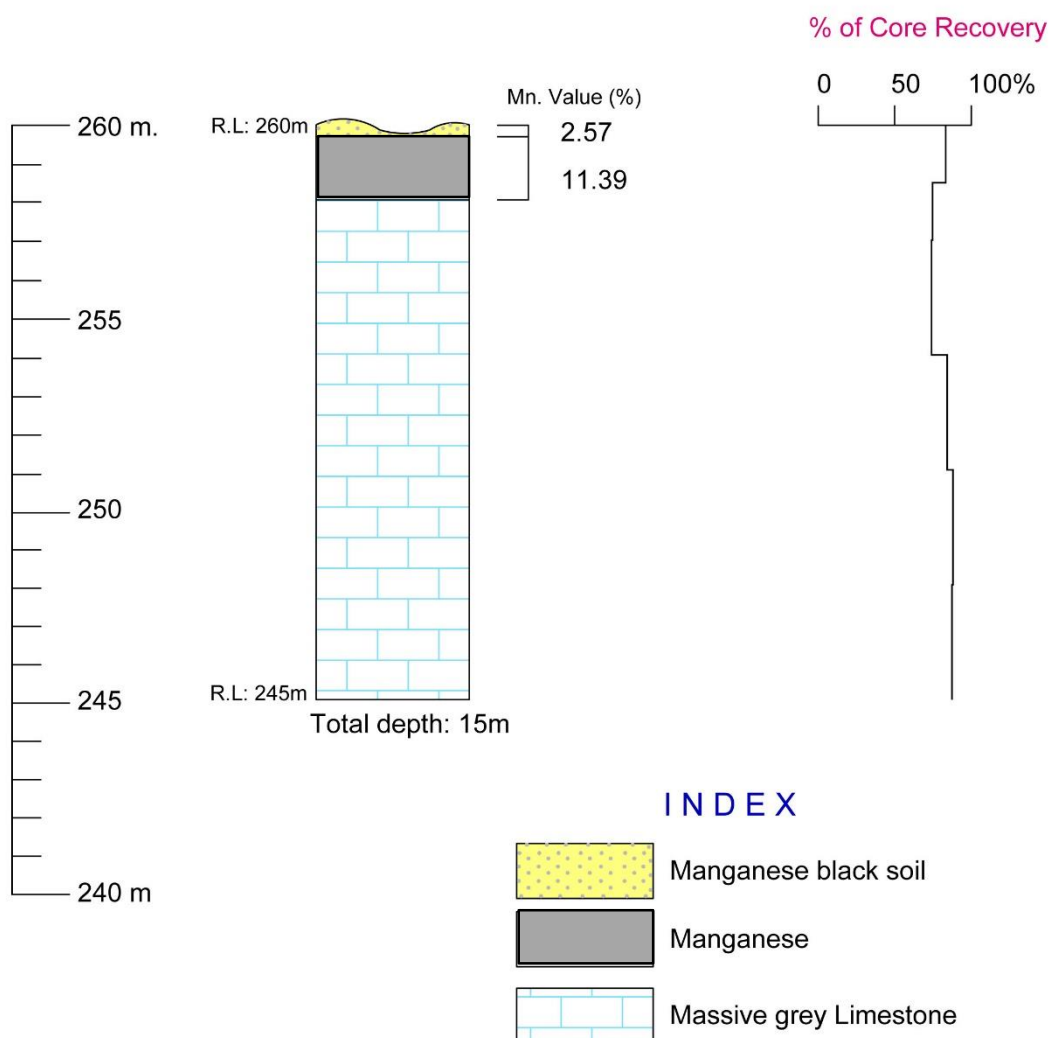 % of Core Recovery
0 50 100%
Mn. Value (%)
260 m.
R.L: 260m
2.57
11.39
255
250
245
R.L: 245m
Total depth: 15m
240 m
I N D E X
Manganese black soil
Manganese
Massive grey Limestone